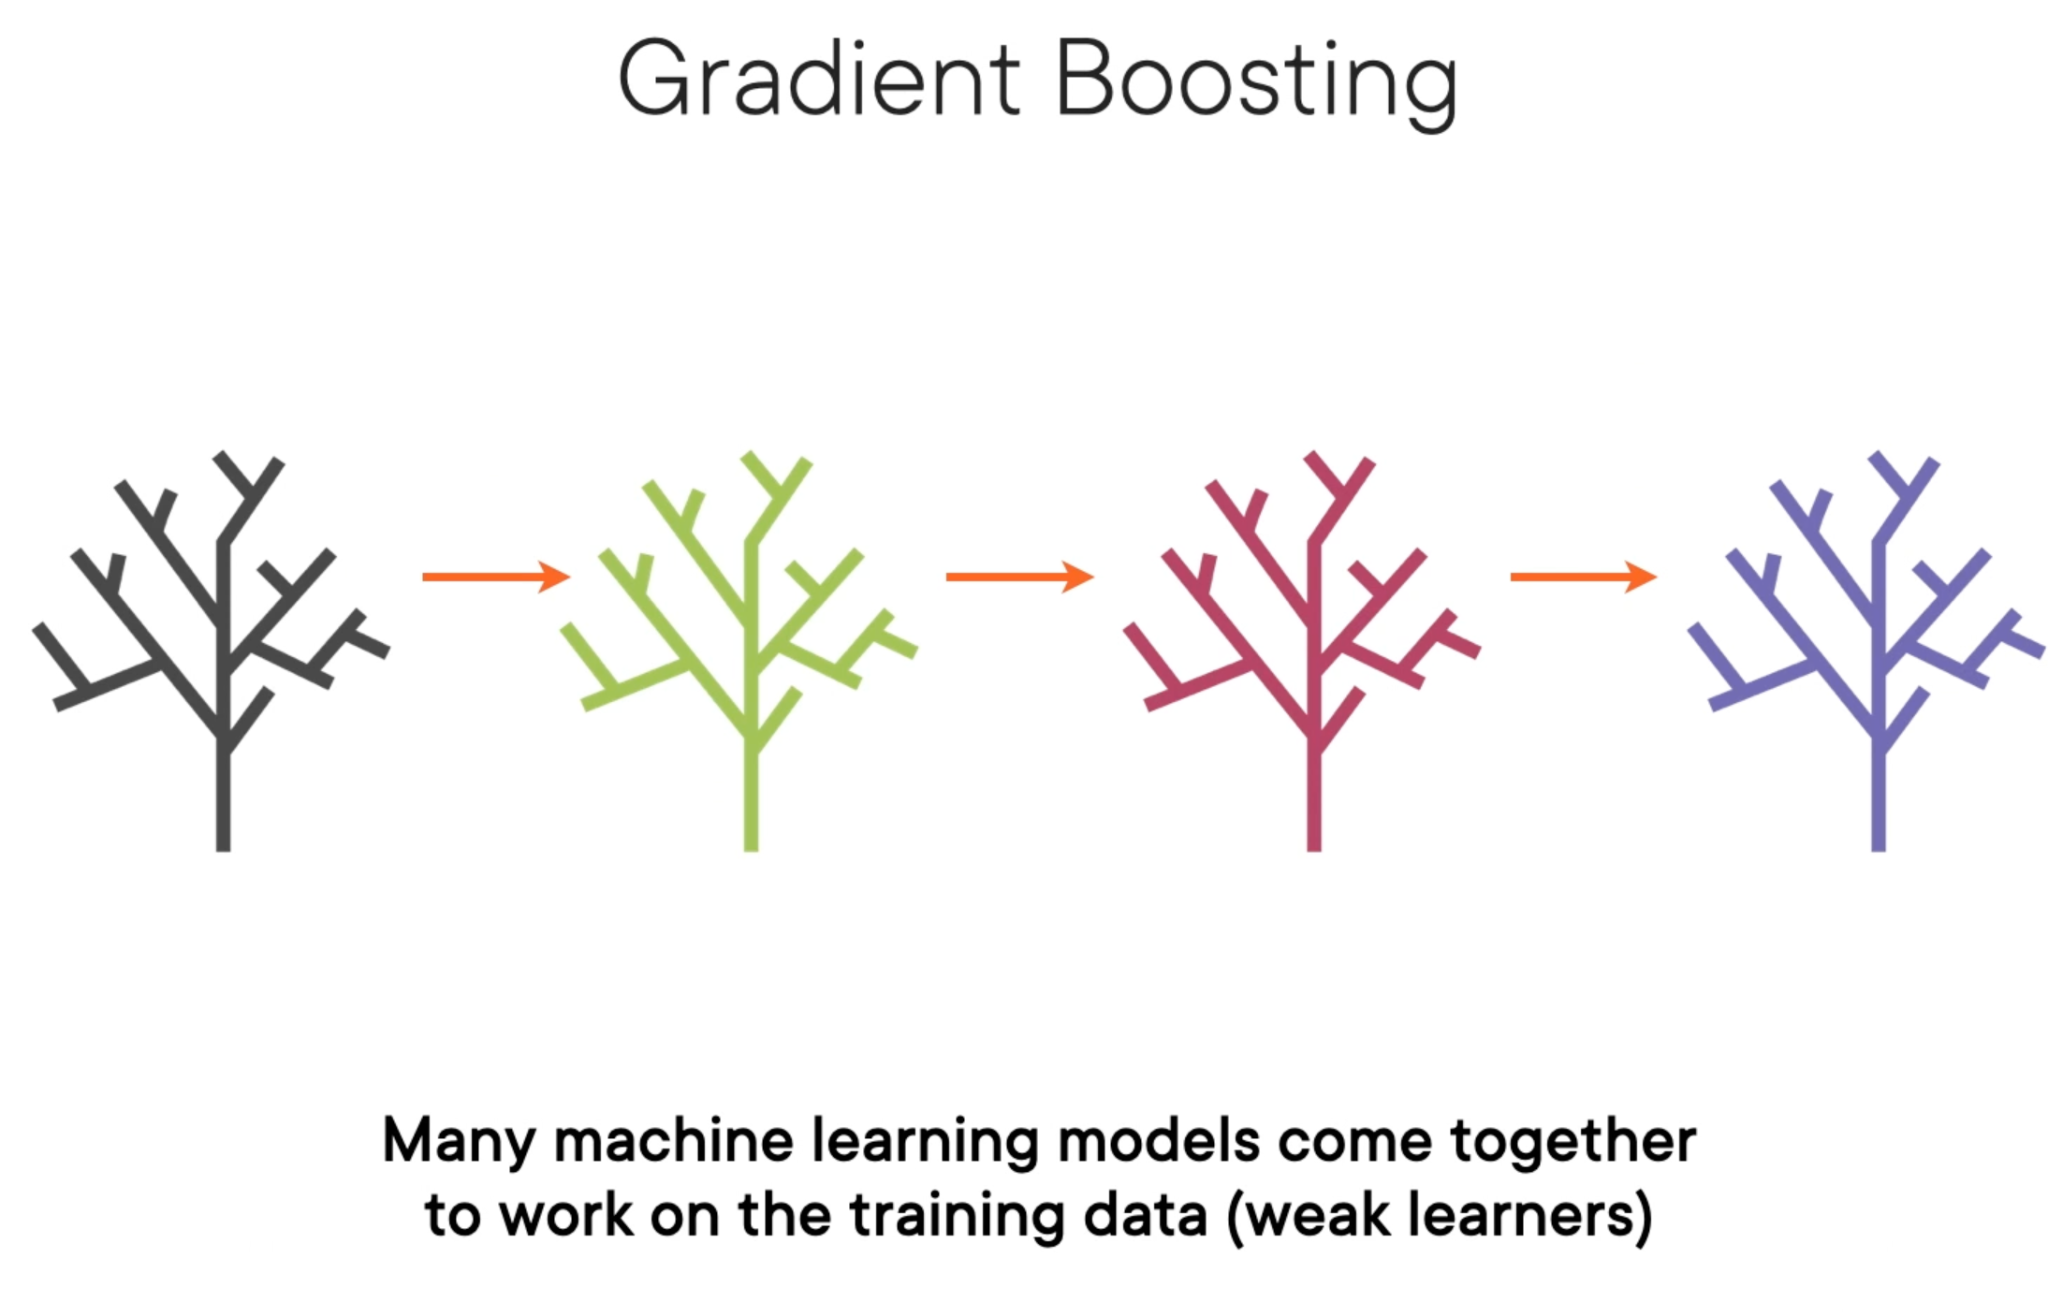 Gradient Boosting
Many machine learning models come together
to work on the training data (weak learners)